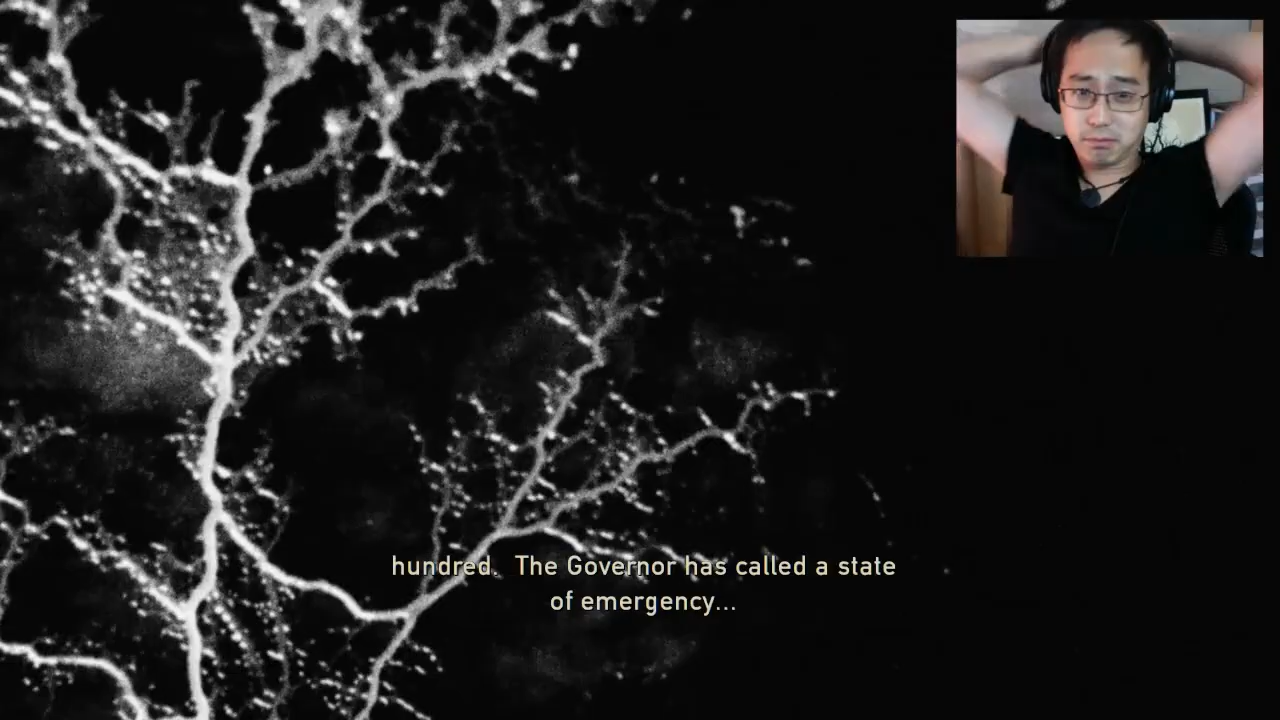 hundred.  The Governor has called a state
of emergency...